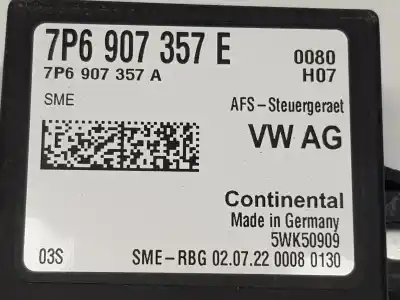 7P6 907 357 E
0080
7P6 907 357 A
H07
SME
AFS-Steuergeraet
VW AG
Continental
Made in Germany
5WK50909
03S
SME-RBG 02.07.22 0008 0130